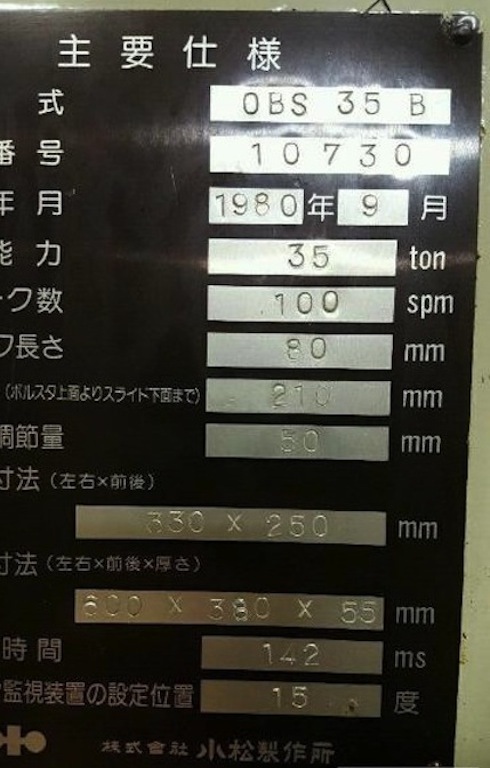 主要仕様
式 OBS 35 B
番号 10730
年月 1980年 9 月
能力 35 ton
ーク数 100 spm
ク長さ 80 mm
(ボルスタ上面よりスライド下面まで) 210 mm
調節量 50 mm
寸法(左右×前後)
330 × 250 mm
寸法(左右×前後×厚さ)
600 × 380 × 55 mm
時間 142 ms
監視装置の設定位置 15 度
株式会社 小松製作所